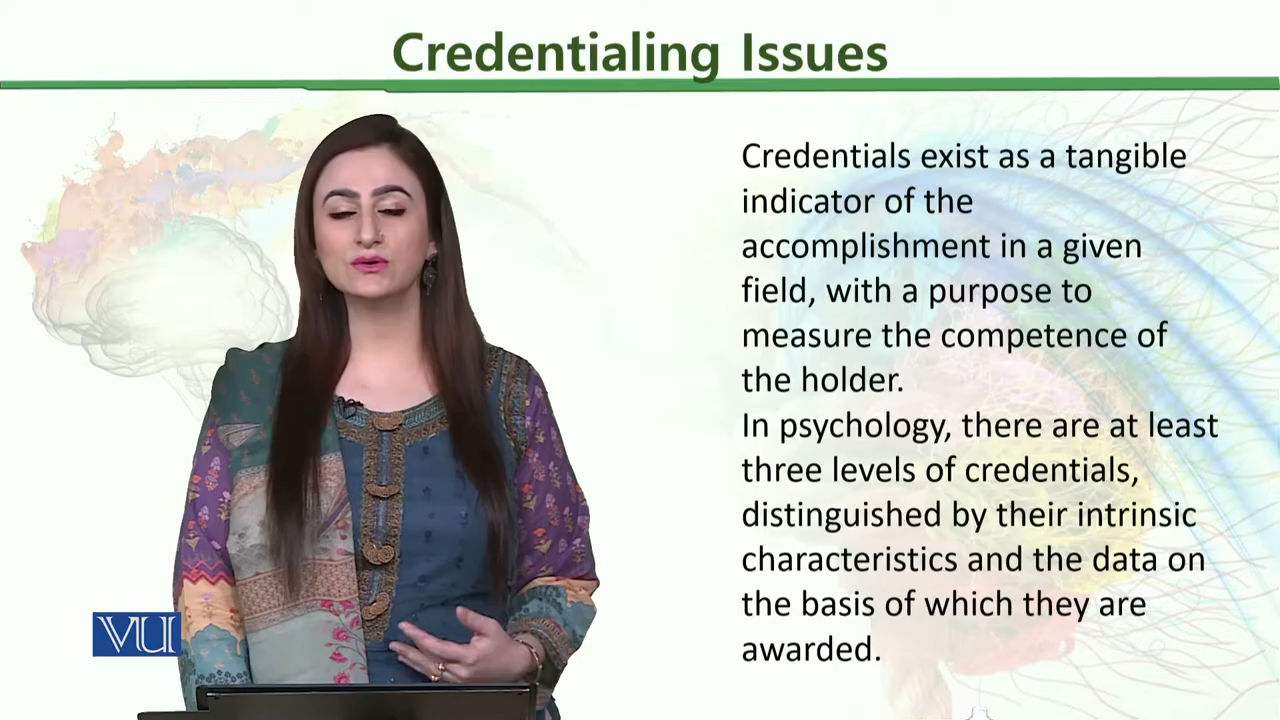 Credentialing Issues
Credentials exist as a tangible
indicator of the
accomplishment in a given
field, with a purpose to
measure the competence of
the holder.
In psychology, there are at least
three levels of credentials,
distinguished by their intrinsic
characteristics and the data on
the basis of which they are
awarded.
VU